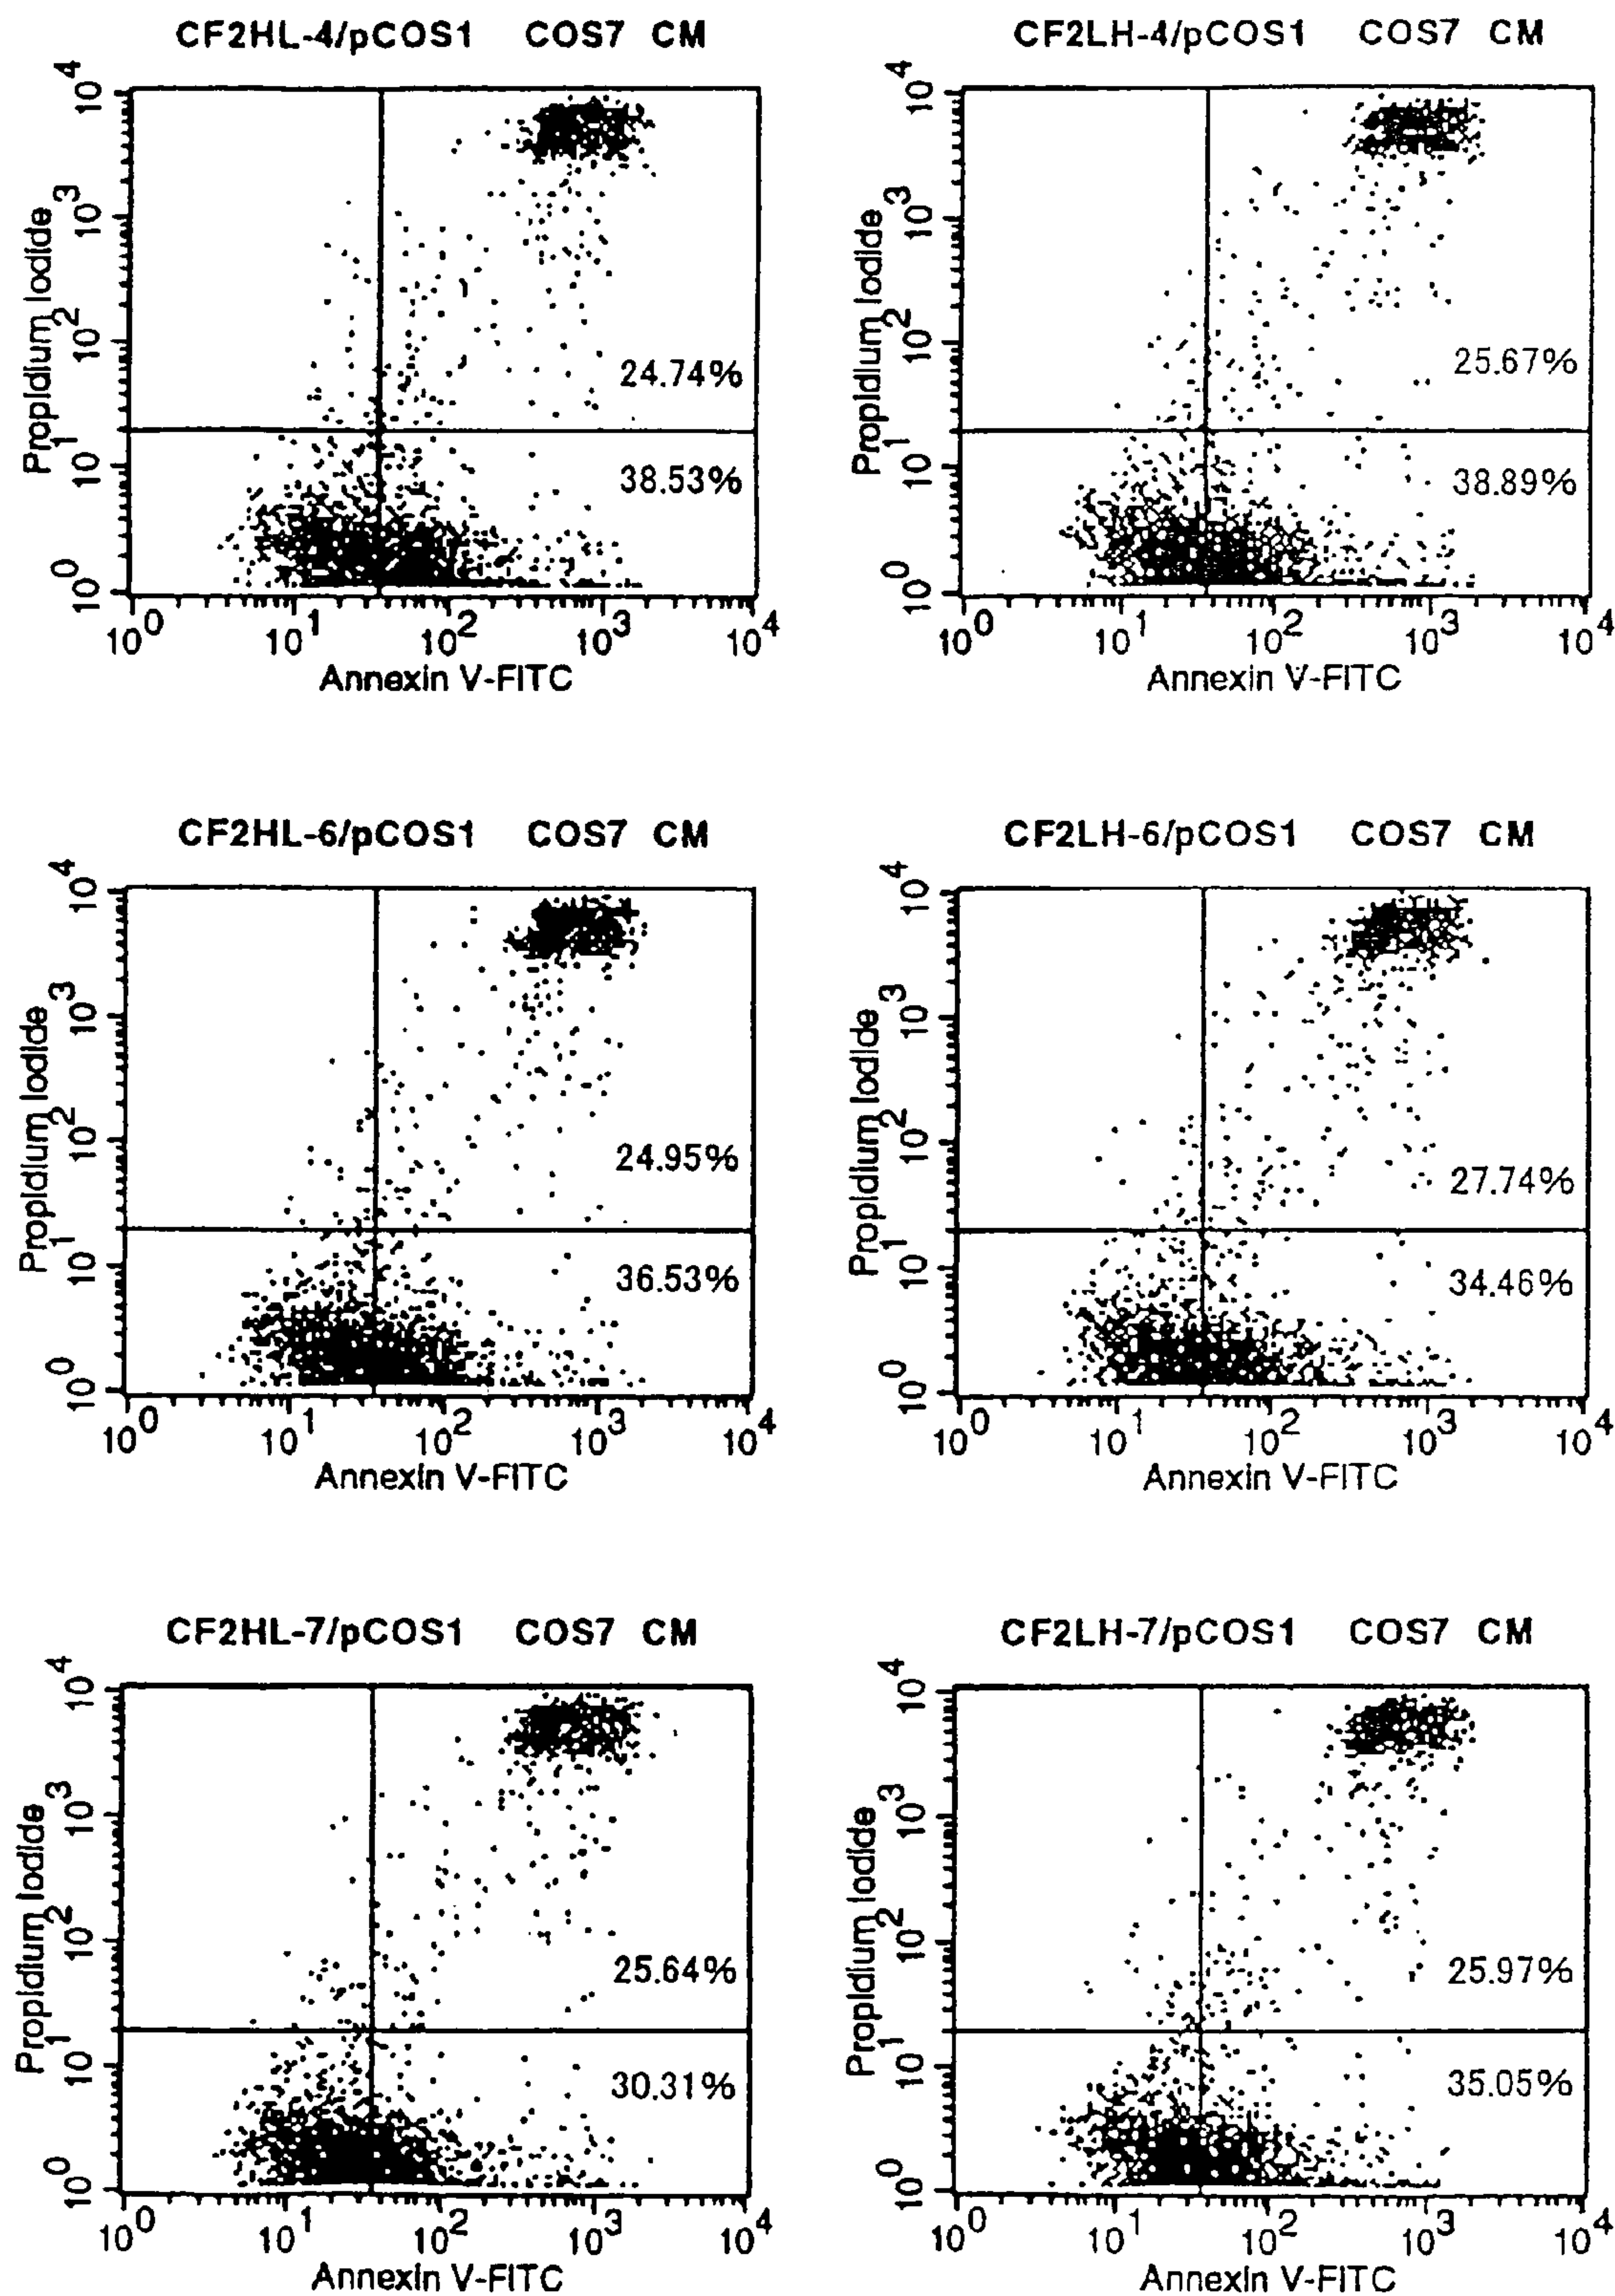 CF2HL-4/pCOS1 COS7 CM
Propidium Iodide
10^4
10^3
10^2
10^1
10^0
24.74%
38.53%
10^0 10^1 10^2 10^3 10^4
Annexin V-FITC
CF2LH-4/pCOS1 COS7 CM
Propidium Iodide
10^4
10^3
10^2
10^1
10^0
25.67%
38.89%
10^0 10^1 10^2 10^3 10^4
Annexin V-FITC
CF2HL-6/pCOS1 COS7 CM
Propidium Iodide
10^4
10^3
10^2
10^1
10^0
24.95%
36.53%
10^0 10^1 10^2 10^3 10^4
Annexin V-FITC
CF2LH-6/pCOS1 COS7 CM
Propidium Iodide
10^4
10^3
10^2
10^1
10^0
27.74%
34.46%
10^0 10^1 10^2 10^3 10^4
Annexin V-FITC
CF2HL-7/pCOS1 COS7 CM
Propidium Iodide
10^4
10^3
10^2
10^1
10^0
25.64%
30.31%
10^0 10^1 10^2 10^3 10^4
Annexin V-FITC
CF2LH-7/pCOS1 COS7 CM
Propidium Iodide
10^4
10^3
10^2
10^1
10^0
25.97%
35.05%
10^0 10^1 10^2 10^3 10^4
Annexin V-FITC